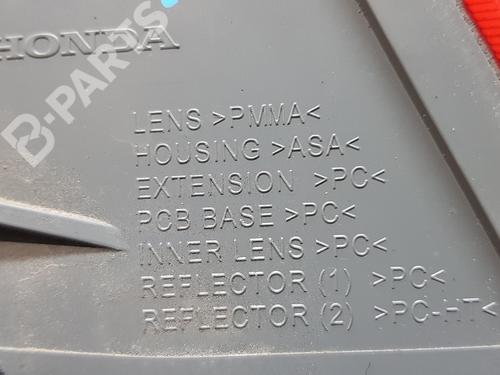 HONDA
LENS >PMMA<
HOUSING >ASA<
EXTENSION >PC<
PCB BASE >PC<
INNER LENS >PC<
REFLECTOR (1) >PC<
REFLECTOR (2) >PC-HT<
B-PARTS